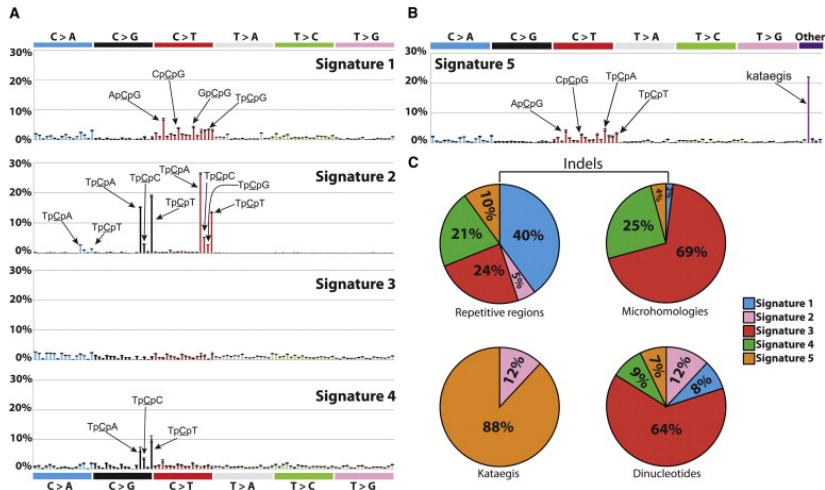 A
C > A C > G C > T T > A T > C T > G
30%
20%
10%
0%
Signature 1
ApCpG
CpCpG
GpCpG
TpCpG
30%
20%
10%
0%
Signature 2
TpCpA
TpCpT
TpCpA
TpCpC
TpCpT
TpCpA
TpCpC
TpCpG
TpCpT
30%
20%
10%
0%
Signature 3
30%
20%
10%
0%
Signature 4
TpCpA
TpCpC
TpCpT
C > A C > G C > T T > A T > C T > G
B
C > A C > G C > T T > A T > C T > G Other
30%
20%
10%
0%
Signature 5
ApCpG
CpCpG
TpCpA
TpCpT
kataegis
C
Indels
10%
40%
21%
24%
5%
Repetitive regions
4%
2%
25%
69%
Microhomologies
Signature 1
Signature 2
Signature 3
Signature 4
Signature 5
12%
88%
Kataegis
7%
12%
9%
8%
64%
Dinucleotides